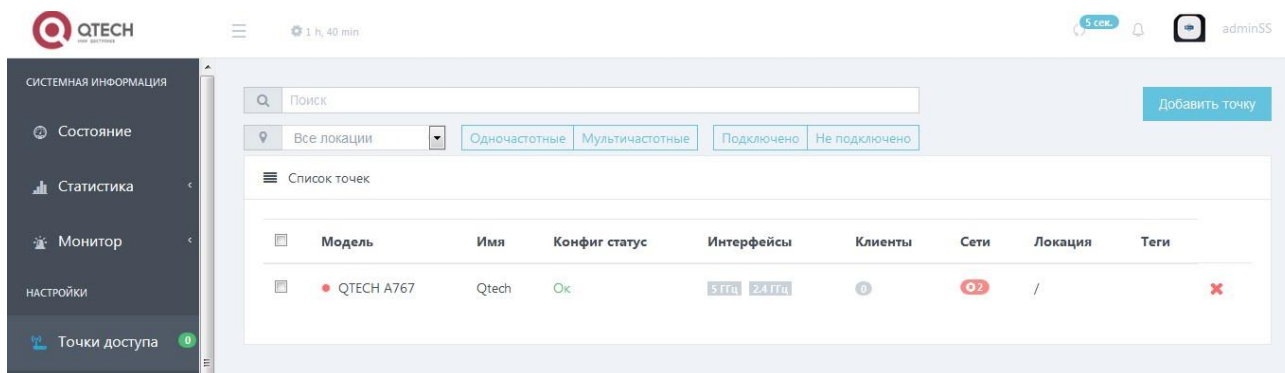 QTECH
1 h, 40 min
5 сек.
adminSS
СИСТЕМНАЯ ИНФОРМАЦИЯ
Состояние
Статистика
Монитор
НАСТРОЙКИ
Точки доступа 0
Поиск
Добавить точку
Все локации
Одночастотные Мультичастотные Подключено Не подключено
Список точек
Модель Имя Конфиг статус Интерфейсы Клиенты Сети Локация Теги
QTECH A767 Qtech Ок 5 ГГц 2.4 ГГц 0 2 /